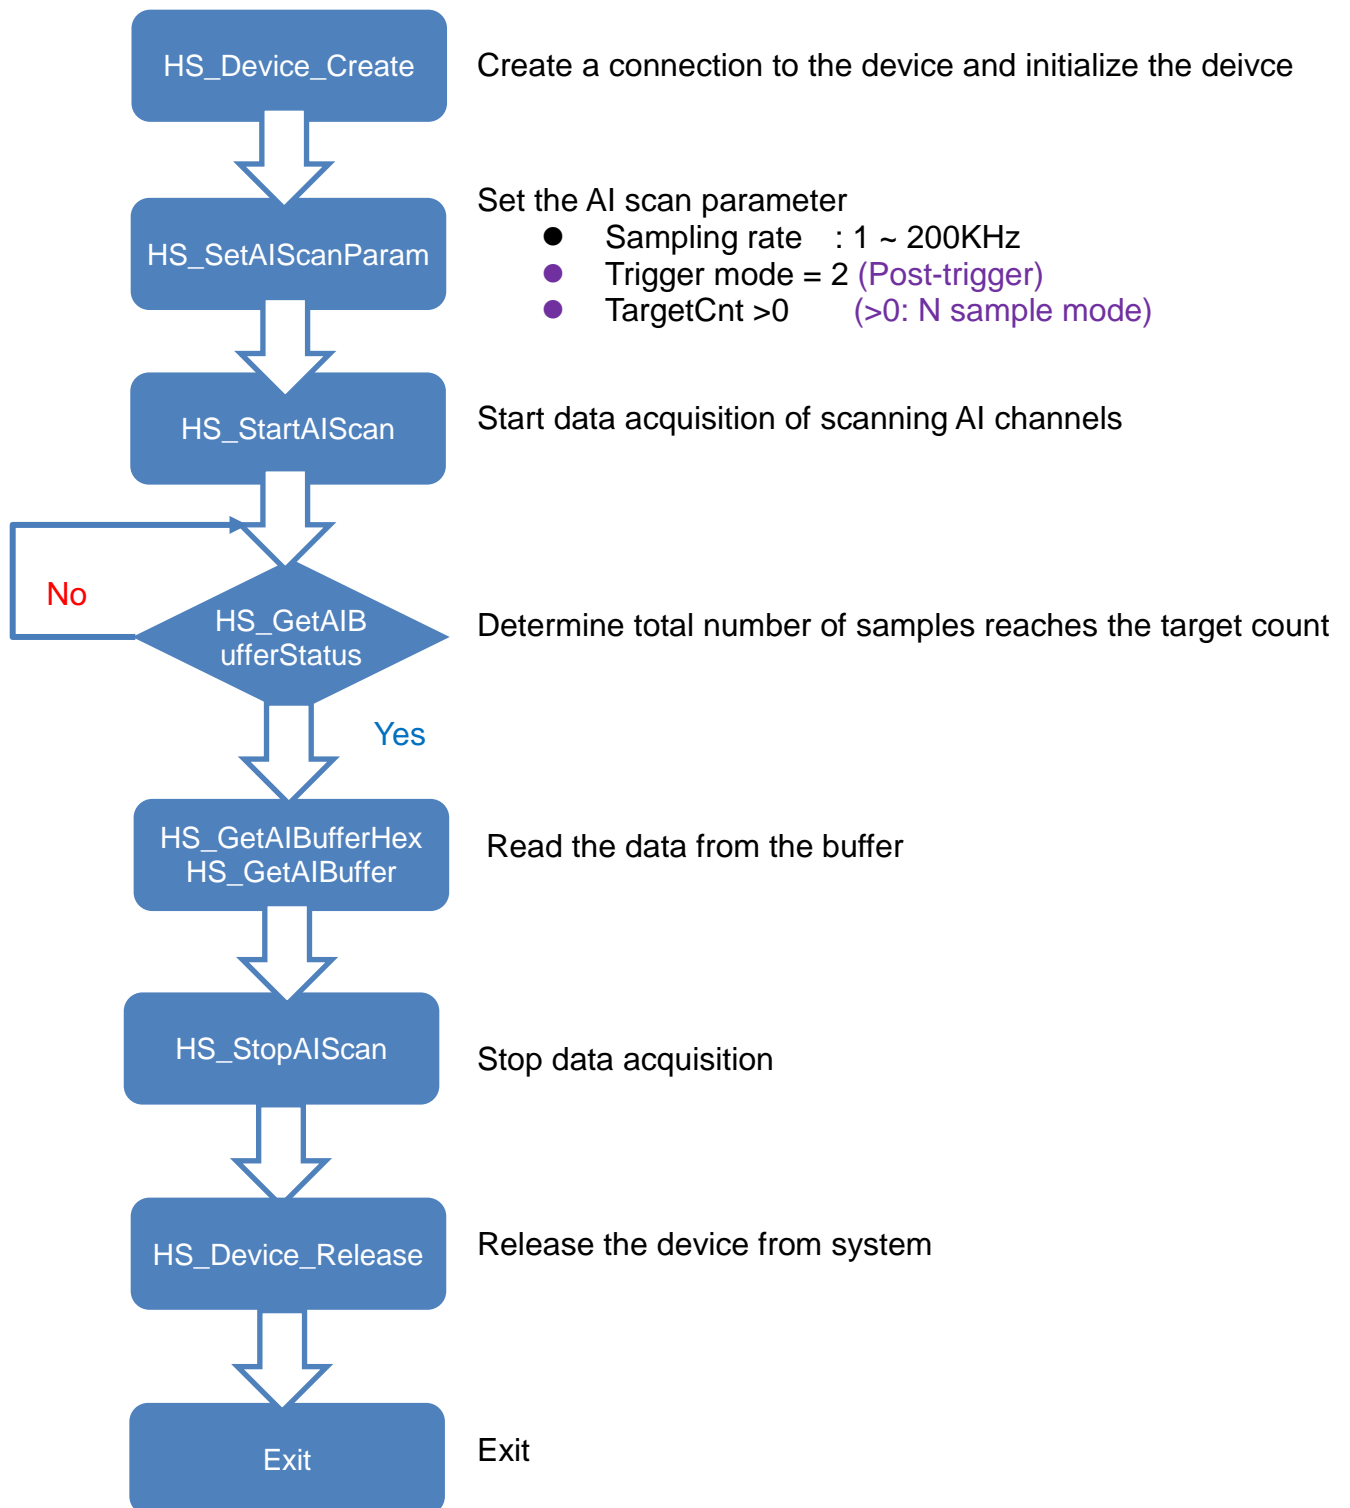 HS_Device_Create
Create a connection to the device and initialize the deivce
HS_SetAIScanParam
Set the AI scan parameter
● Sampling rate : 1 ~ 200KHz
● Trigger mode = 2 (Post-trigger)
● TargetCnt >0 (>0: N sample mode)
HS_StartAIScan
Start data acquisition of scanning AI channels
No
HS_GetAIB
ufferStatus
Determine total number of samples reaches the target count
Yes
HS_GetAIBufferHex
HS_GetAIBuffer
Read the data from the buffer
HS_StopAIScan
Stop data acquisition
HS_Device_Release
Release the device from system
Exit
Exit